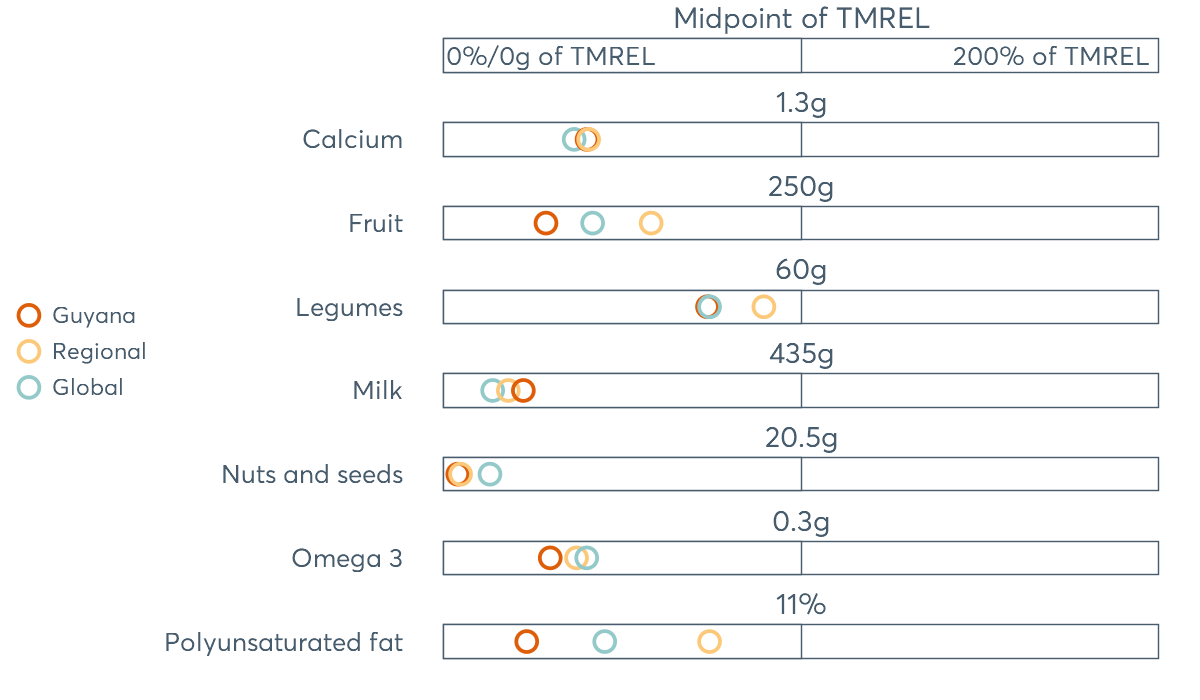 Midpoint of TMREL
0%/0g of TMREL 200% of TMREL
1.3g
Calcium
250g
Fruit
60g
Guyana
Legumes
Regional
435g
Global
Milk
20.5g
Nuts and seeds
0.3g
Omega 3
11%
Polyunsaturated fat